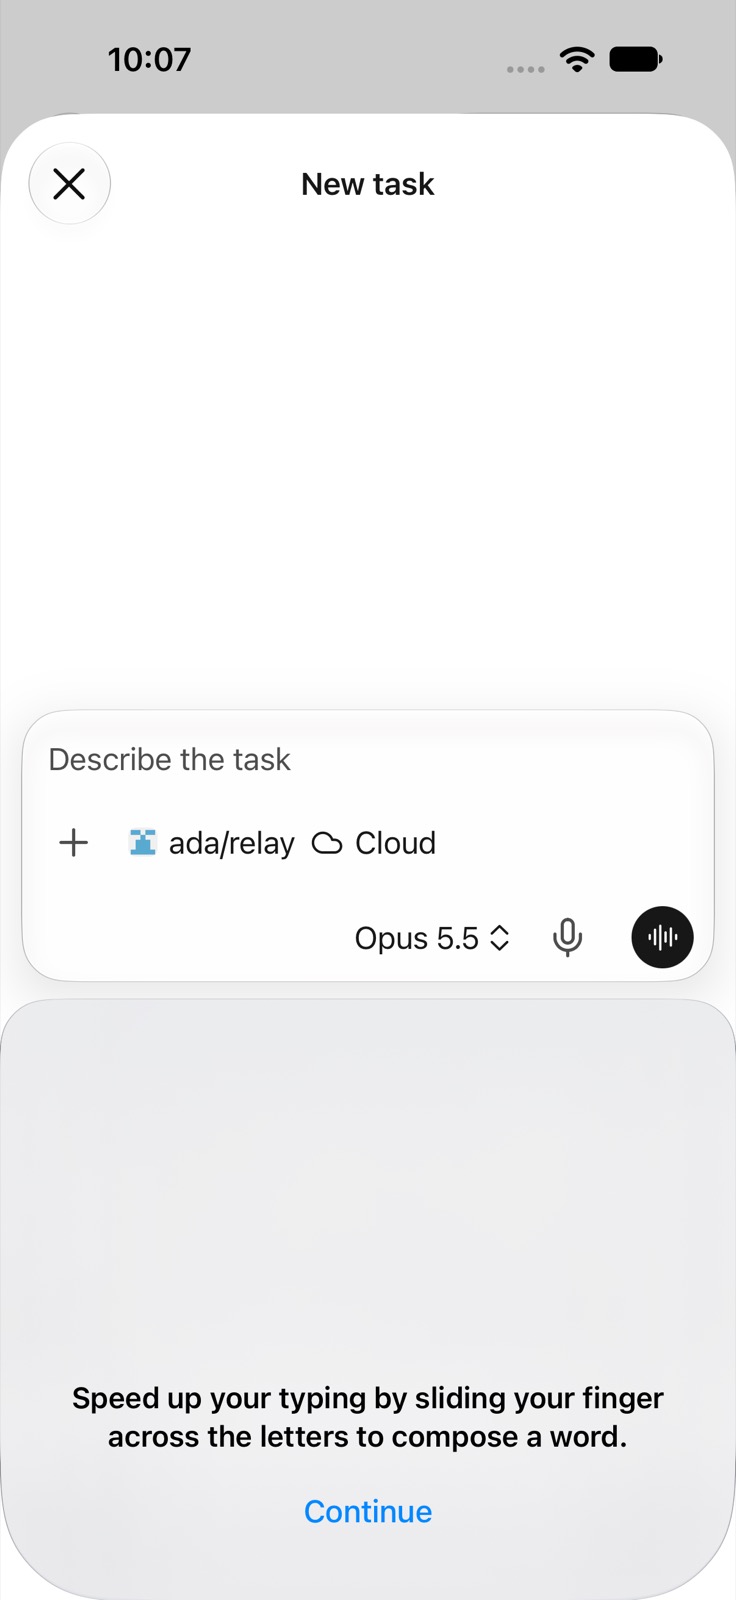 10:07
New task
Describe the task
ada/relay Cloud
Opus 5.5
Speed up your typing by sliding your finger
across the letters to compose a word.
Continue